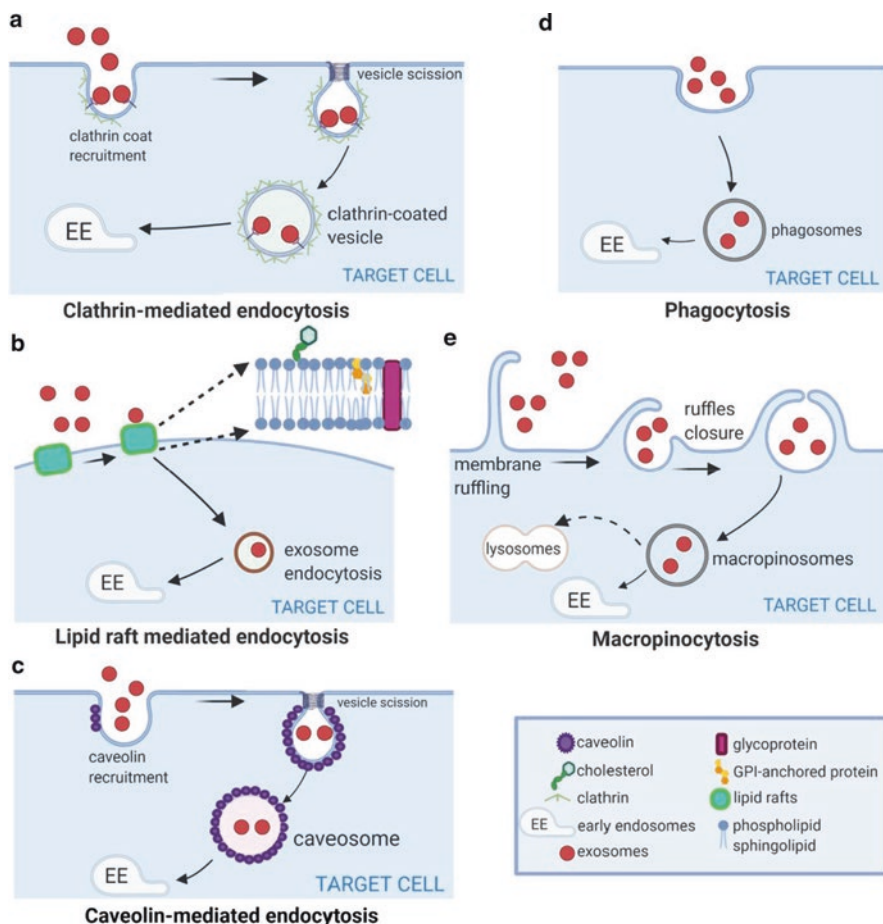 a
vesicle scission
clathrin coat
recruitment
clathrin-coated
vesicle
EE
TARGET CELL
Clathrin-mediated endocytosis
b
exosome
endocytosis
EE
TARGET CELL
Lipid raft mediated endocytosis
c
vesicle scission
caveolin
recruitment
caveosome
EE
TARGET CELL
Caveolin-mediated endocytosis
d
phagosomes
EE
TARGET CELL
Phagocytosis
e
ruffles
closure
membrane
ruffling
lysosomes
macropinosomes
EE
TARGET CELL
Macropinocytosis
caveolin
cholesterol
clathrin
EE early endosomes
exosomes
glycoprotein
GPI-anchored protein
lipid rafts
phospholipid
sphingolipid